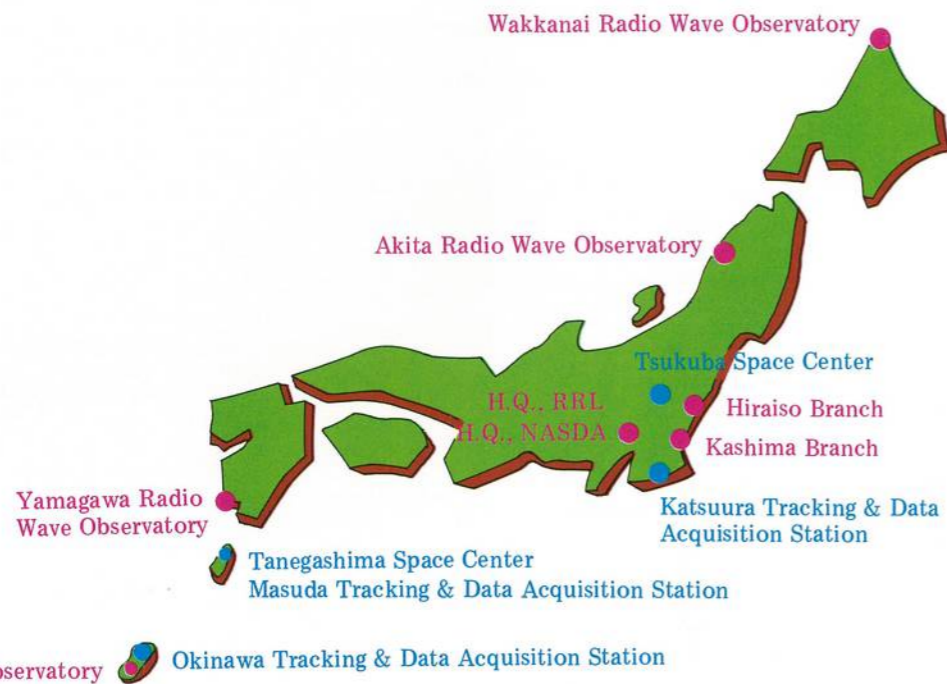 Wakkanai Radio Wave Observatory
Akita Radio Wave Observatory
Tsukuba Space Center
H.Q., RRL
Hiraiso Branch
H.Q., NASDA
Kashima Branch
Yamagawa Radio
Wave Observatory
Katsuura Tracking & Data
Acquisition Station
Tanegashima Space Center
Masuda Tracking & Data Acquisition Station
Okinawa Tracking & Data Acquisition Station